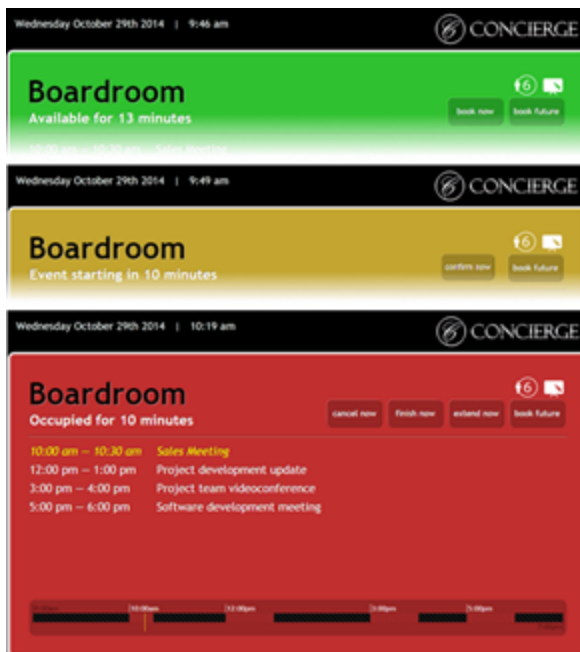 Wednesday October 29th 2014 | 9:46 am
CONCIERGE
6
Boardroom
Available for 13 minutes
book now
book future
10:00 am — 10:30 am Sales Meeting
Wednesday October 29th 2014 | 9:49 am
CONCIERGE
6
Boardroom
Event starting in 10 minutes
confirm now
book future
Wednesday October 29th 2014 | 10:19 am
CONCIERGE
6
Boardroom
Occupied for 10 minutes
cancel now
finish now
extend now
book future
10:00 am — 10:30 am Sales Meeting
12:00 pm — 1:00 pm Project development update
3:00 pm — 4:00 pm Project team videoconference
5:00 pm — 6:00 pm Software development meeting
10:00am
12:00pm
3:00pm
5:00pm